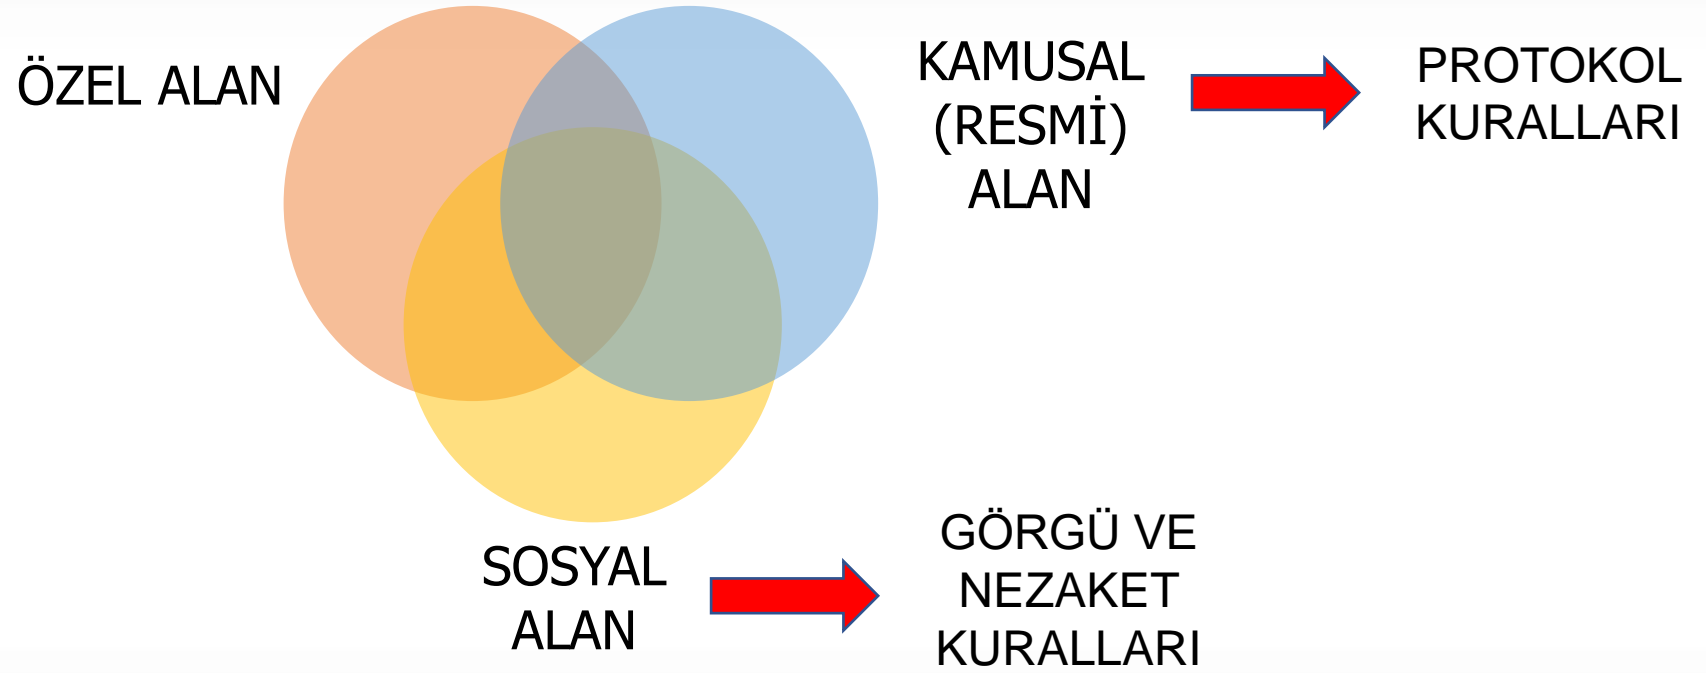 ÖZEL ALAN
KAMUSAL
(RESMİ)
ALAN
PROTOKOL
KURALLARI
SOSYAL
ALAN
GÖRGÜ VE
NEZAKET
KURALLARI